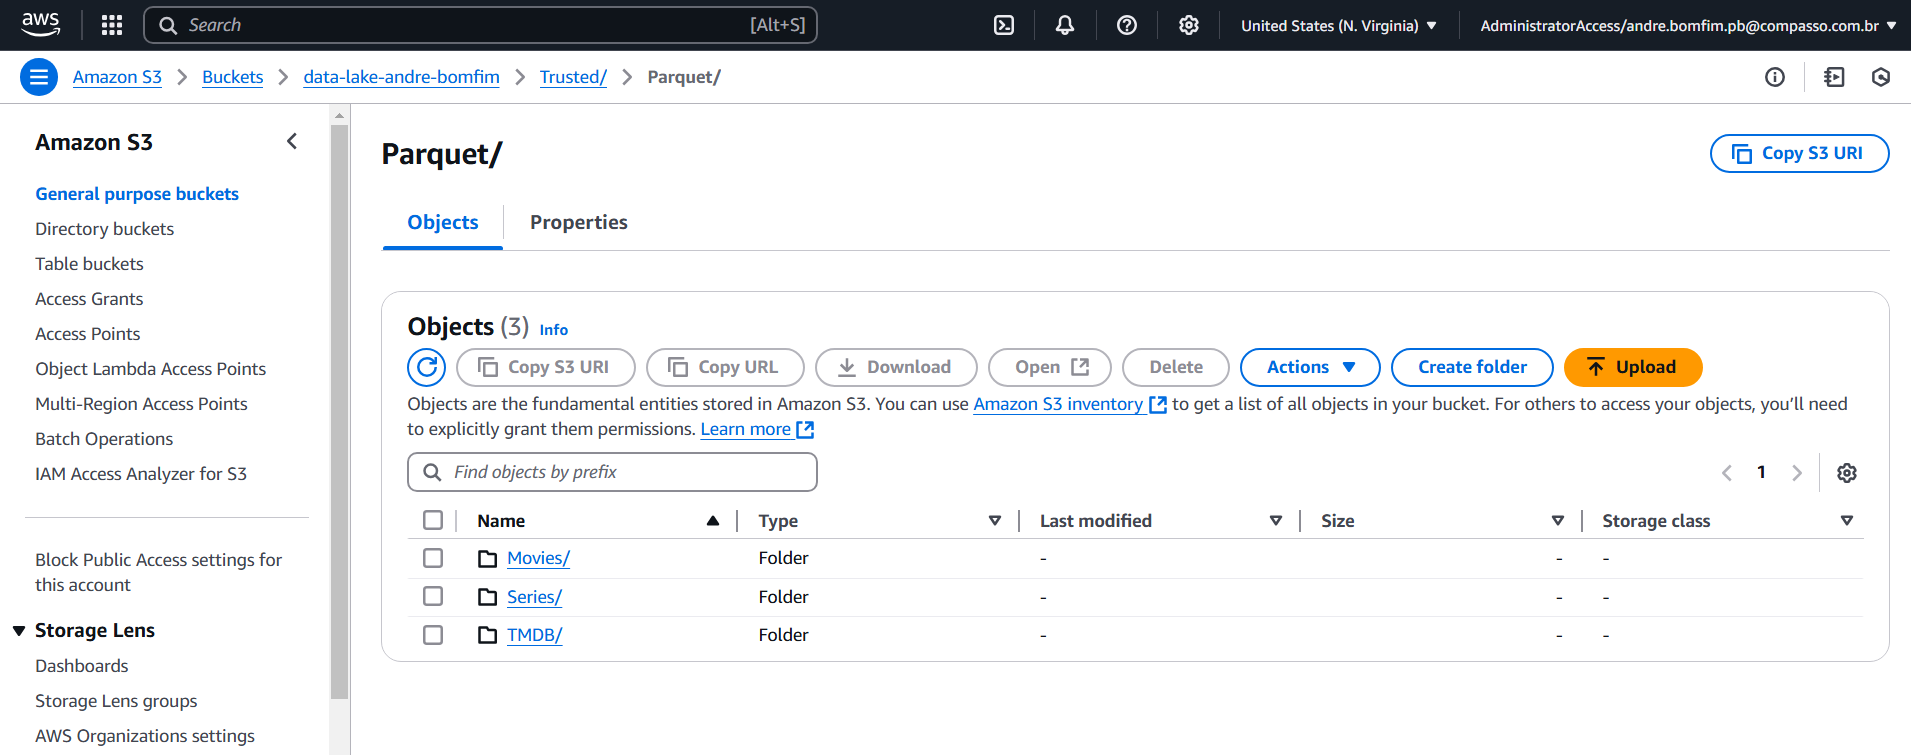 aws
Search [Alt+S]
United States (N. Virginia)
AdministratorAccess/andre.bomfim.pb@compasso.com.br
Amazon S3 > Buckets > data-lake-andre-bomfim > Trusted/ > Parquet/
Amazon S3
General purpose buckets
Directory buckets
Table buckets
Access Grants
Access Points
Object Lambda Access Points
Multi-Region Access Points
Batch Operations
IAM Access Analyzer for S3
Block Public Access settings for
this account
Storage Lens
Dashboards
Storage Lens groups
AWS Organizations settings
Parquet/
Copy S3 URI
Objects Properties
Objects (3) Info
Copy S3 URI Copy URL Download Open Delete Actions Create folder Upload
Objects are the fundamental entities stored in Amazon S3. You can use Amazon S3 inventory to get a list of all objects in your bucket. For others to access your objects, you’ll need
to explicitly grant them permissions. Learn more
Find objects by prefix
1
Name Type Last modified Size Storage class
Movies/ Folder - - -
Series/ Folder - - -
TMDB/ Folder - - -